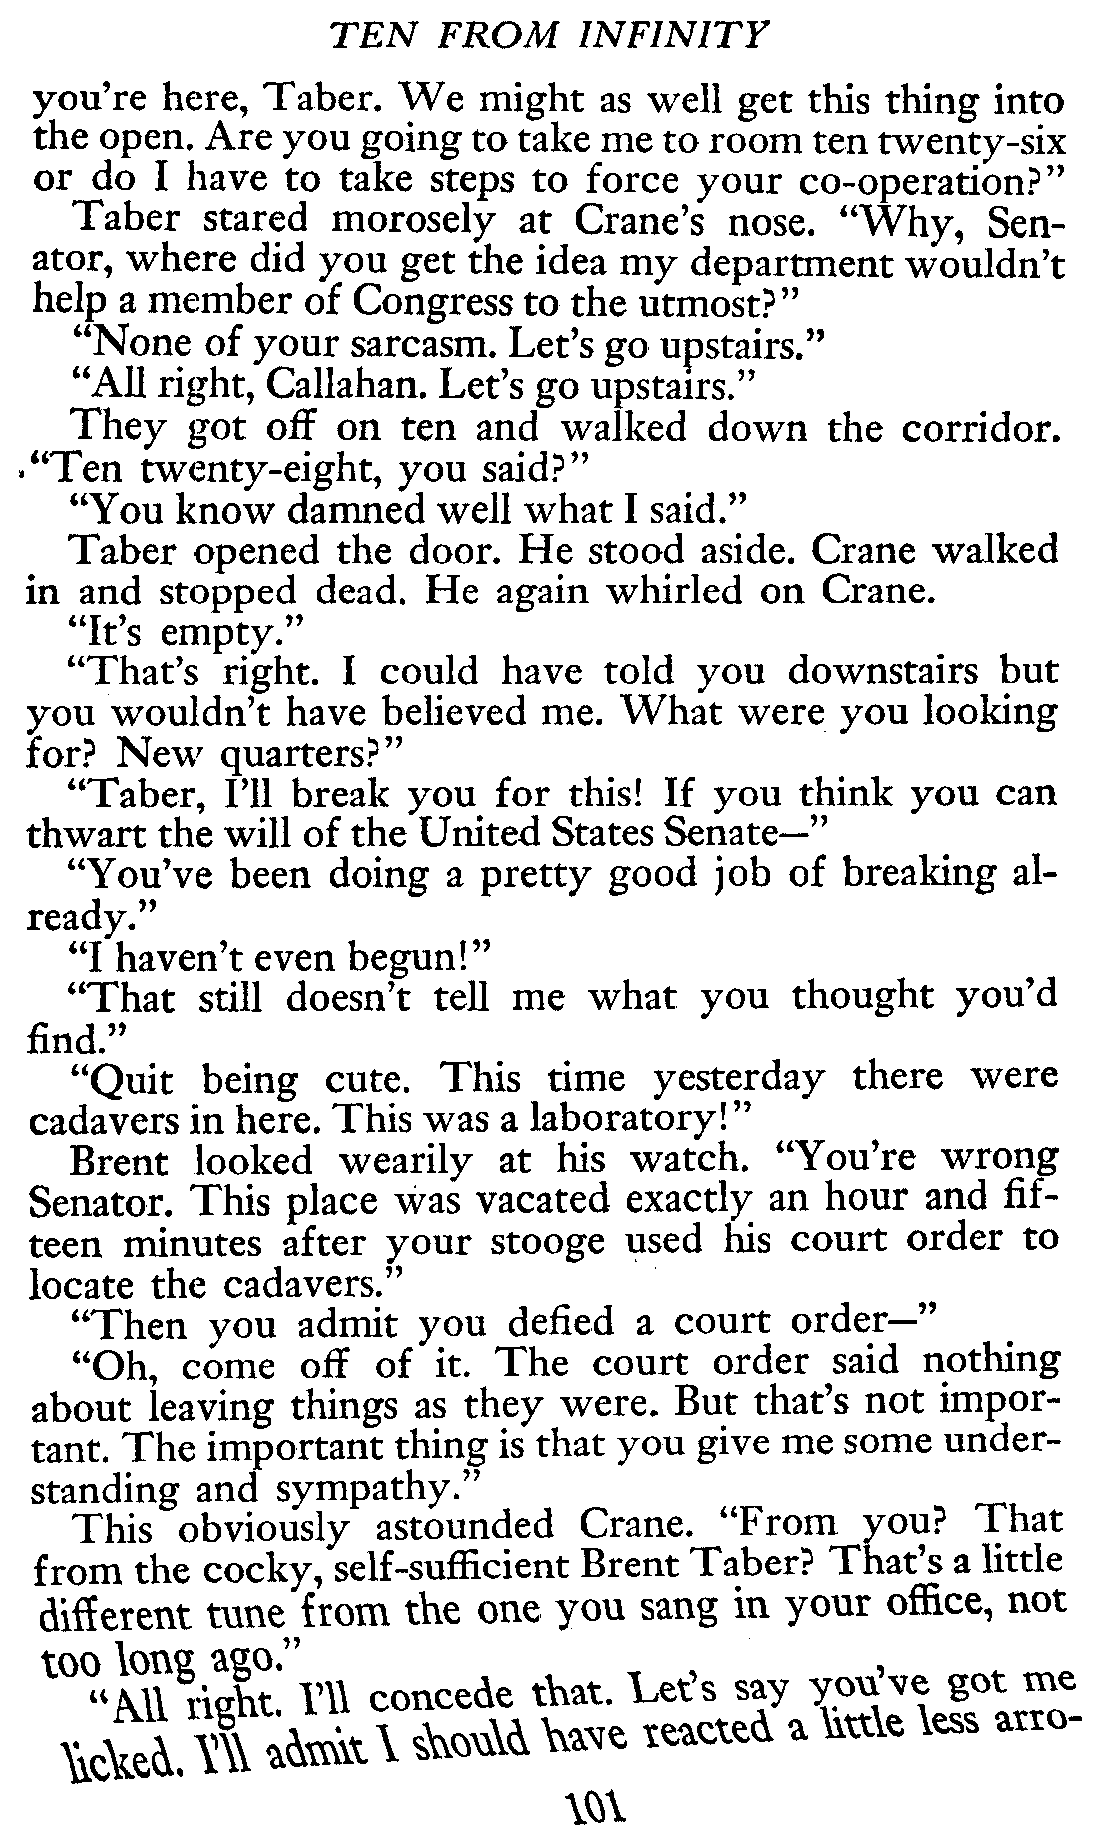 TEN FROM INFINITY
you're here, Taber. We might as well get this thing into
the open. Are you going to take me to room ten twenty-six
or do I have to take steps to force your co-operation?"
Taber stared morosely at Crane's nose. "Why, Sen-
ator, where did you get the idea my department wouldn't
help a member of Congress to the utmost?"
"None of your sarcasm. Let's go upstairs."
"All right, Callahan. Let's go upstairs."
They got off on ten and walked down the corridor.
"Ten twenty-eight, you said?"
"You know damned well what I said."
Taber opened the door. He stood aside. Crane walked
in and stopped dead. He again whirled on Crane.
"It's empty."
"That's right. I could have told you downstairs but
you wouldn't have believed me. What were you looking
for? New quarters?"
"Taber, I'll break you for this! If you think you can
thwart the will of the United States Senate—"
"You've been doing a pretty good job of breaking al-
ready."
"I haven't even begun!"
"That still doesn't tell me what you thought you'd
find."
"Quit being cute. This time yesterday there were
cadavers in here. This was a laboratory!"
Brent looked wearily at his watch. "You're wrong
Senator. This place was vacated exactly an hour and fif-
teen minutes after your stooge used his court order to
locate the cadavers."
"Then you admit you defied a court order—"
"Oh, come off of it. The court order said nothing
about leaving things as they were. But that's not impor-
tant. The important thing is that you give me some under-
standing and sympathy."
This obviously astounded Crane. "From you? That
from the cocky, self-sufficient Brent Taber? That's a little
different tune from the one you sang in your office, not
too long ago."
"All right. I'll concede that. Let's say you've got me
licked. I'll admit I should have reacted a little less arro-
101